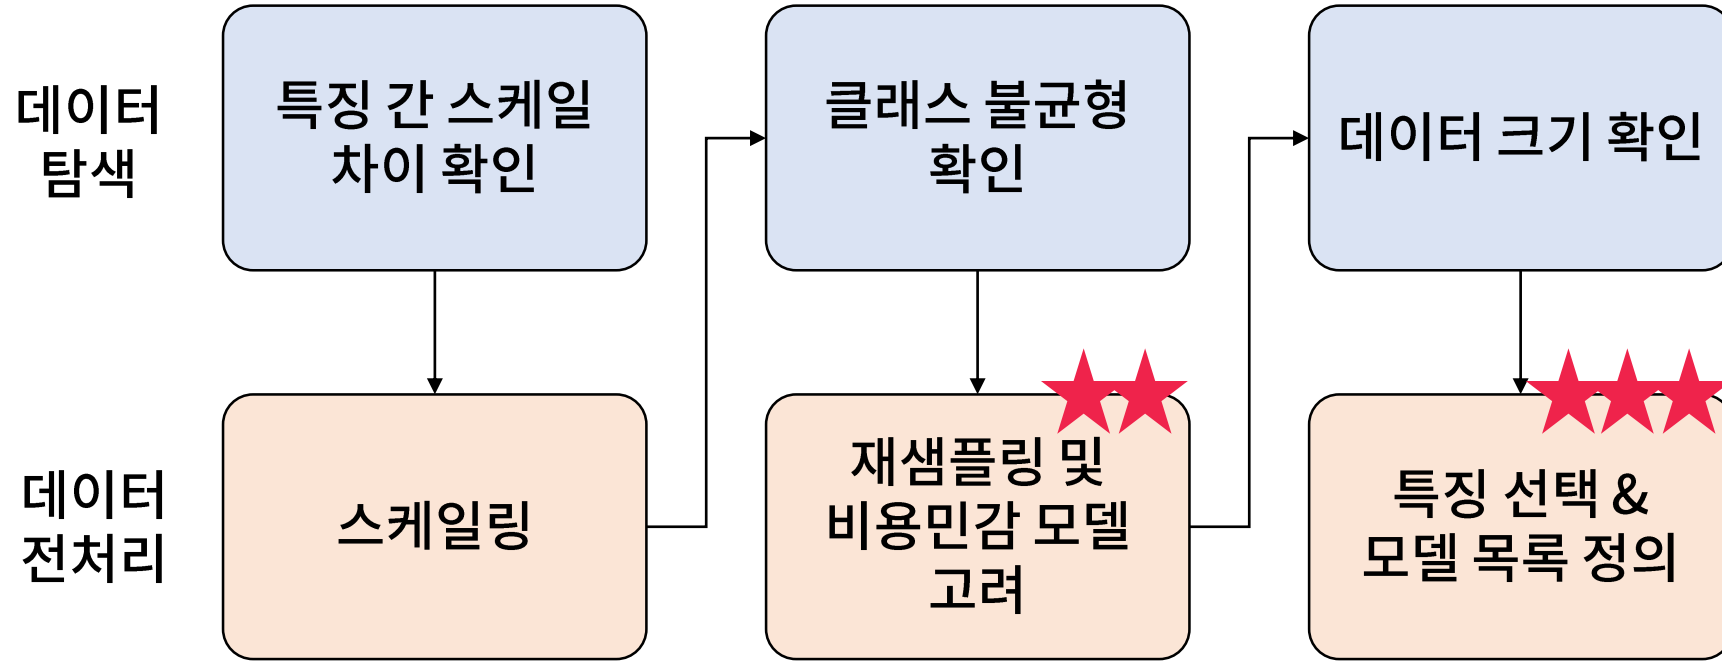 데이터
탐색
특징 간 스케일
차이 확인
클래스 불균형
확인
데이터 크기 확인
데이터
전처리
스케일링
재샘플링 및
비용민감 모델
고려
특징 선택 &
모델 목록 정의